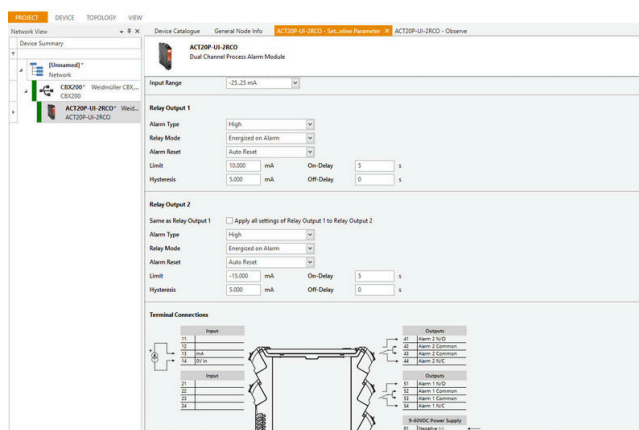 PROJECT DEVICE TOPOLOGY VIEW
Network View
Device Catalogue General Node Info ACT20P-UI-2RCO - Set...nline Parameter ACT20P-UI-2RCO - Observe
Device Summary
[Unnamed]*
Network
CBX200* Weidmüller CBX,...
CBX200
ACT20P-UI-2RCO* Weid...
ACT20P-UI-2RCO
ACT20P-UI-2RCO
Dual Channel Process Alarm Module
Input Range -25..25 mA
Relay Output 1
Alarm Type High
Relay Mode Energized on Alarm
Alarm Reset Auto Reset
Limit 10.000 mA On-Delay 5 s
Hysteresis 5.000 mA Off-Delay 0 s
Relay Output 2
Same as Relay Output 1 Apply all settings of Relay Output 1 to Relay Output 2
Alarm Type High
Relay Mode Energized on Alarm
Alarm Reset Auto Reset
Limit -15.000 mA On-Delay 5 s
Hysteresis 5.000 mA Off-Delay 0 s
Terminal Connections
Input
11
12
13 mA
14 0V in
Input
21
22
23
24
Outputs
41 Alarm 2 N/O
42 Alarm 2 Common
43 Alarm 2 Common
44 Alarm 2 N/C
Outputs
51 Alarm 1 N/O
52 Alarm 1 Common
53 Alarm 1 Common
54 Alarm 1 N/C
9-60VDC Power Supply
81 Negative (-)